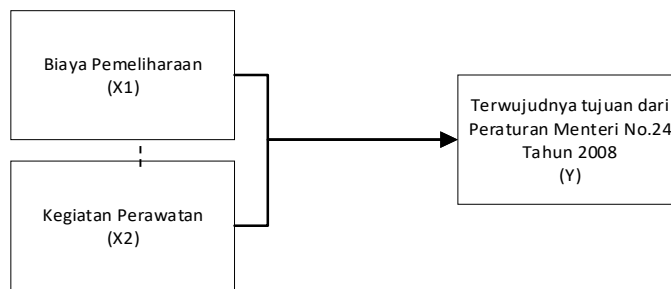 Biaya Pemeliharaan
(X1)
Kegiatan Perawatan
(X2)
Terwujudnya tujuan dari
Peraturan Menteri No.24
Tahun 2008
(Y)